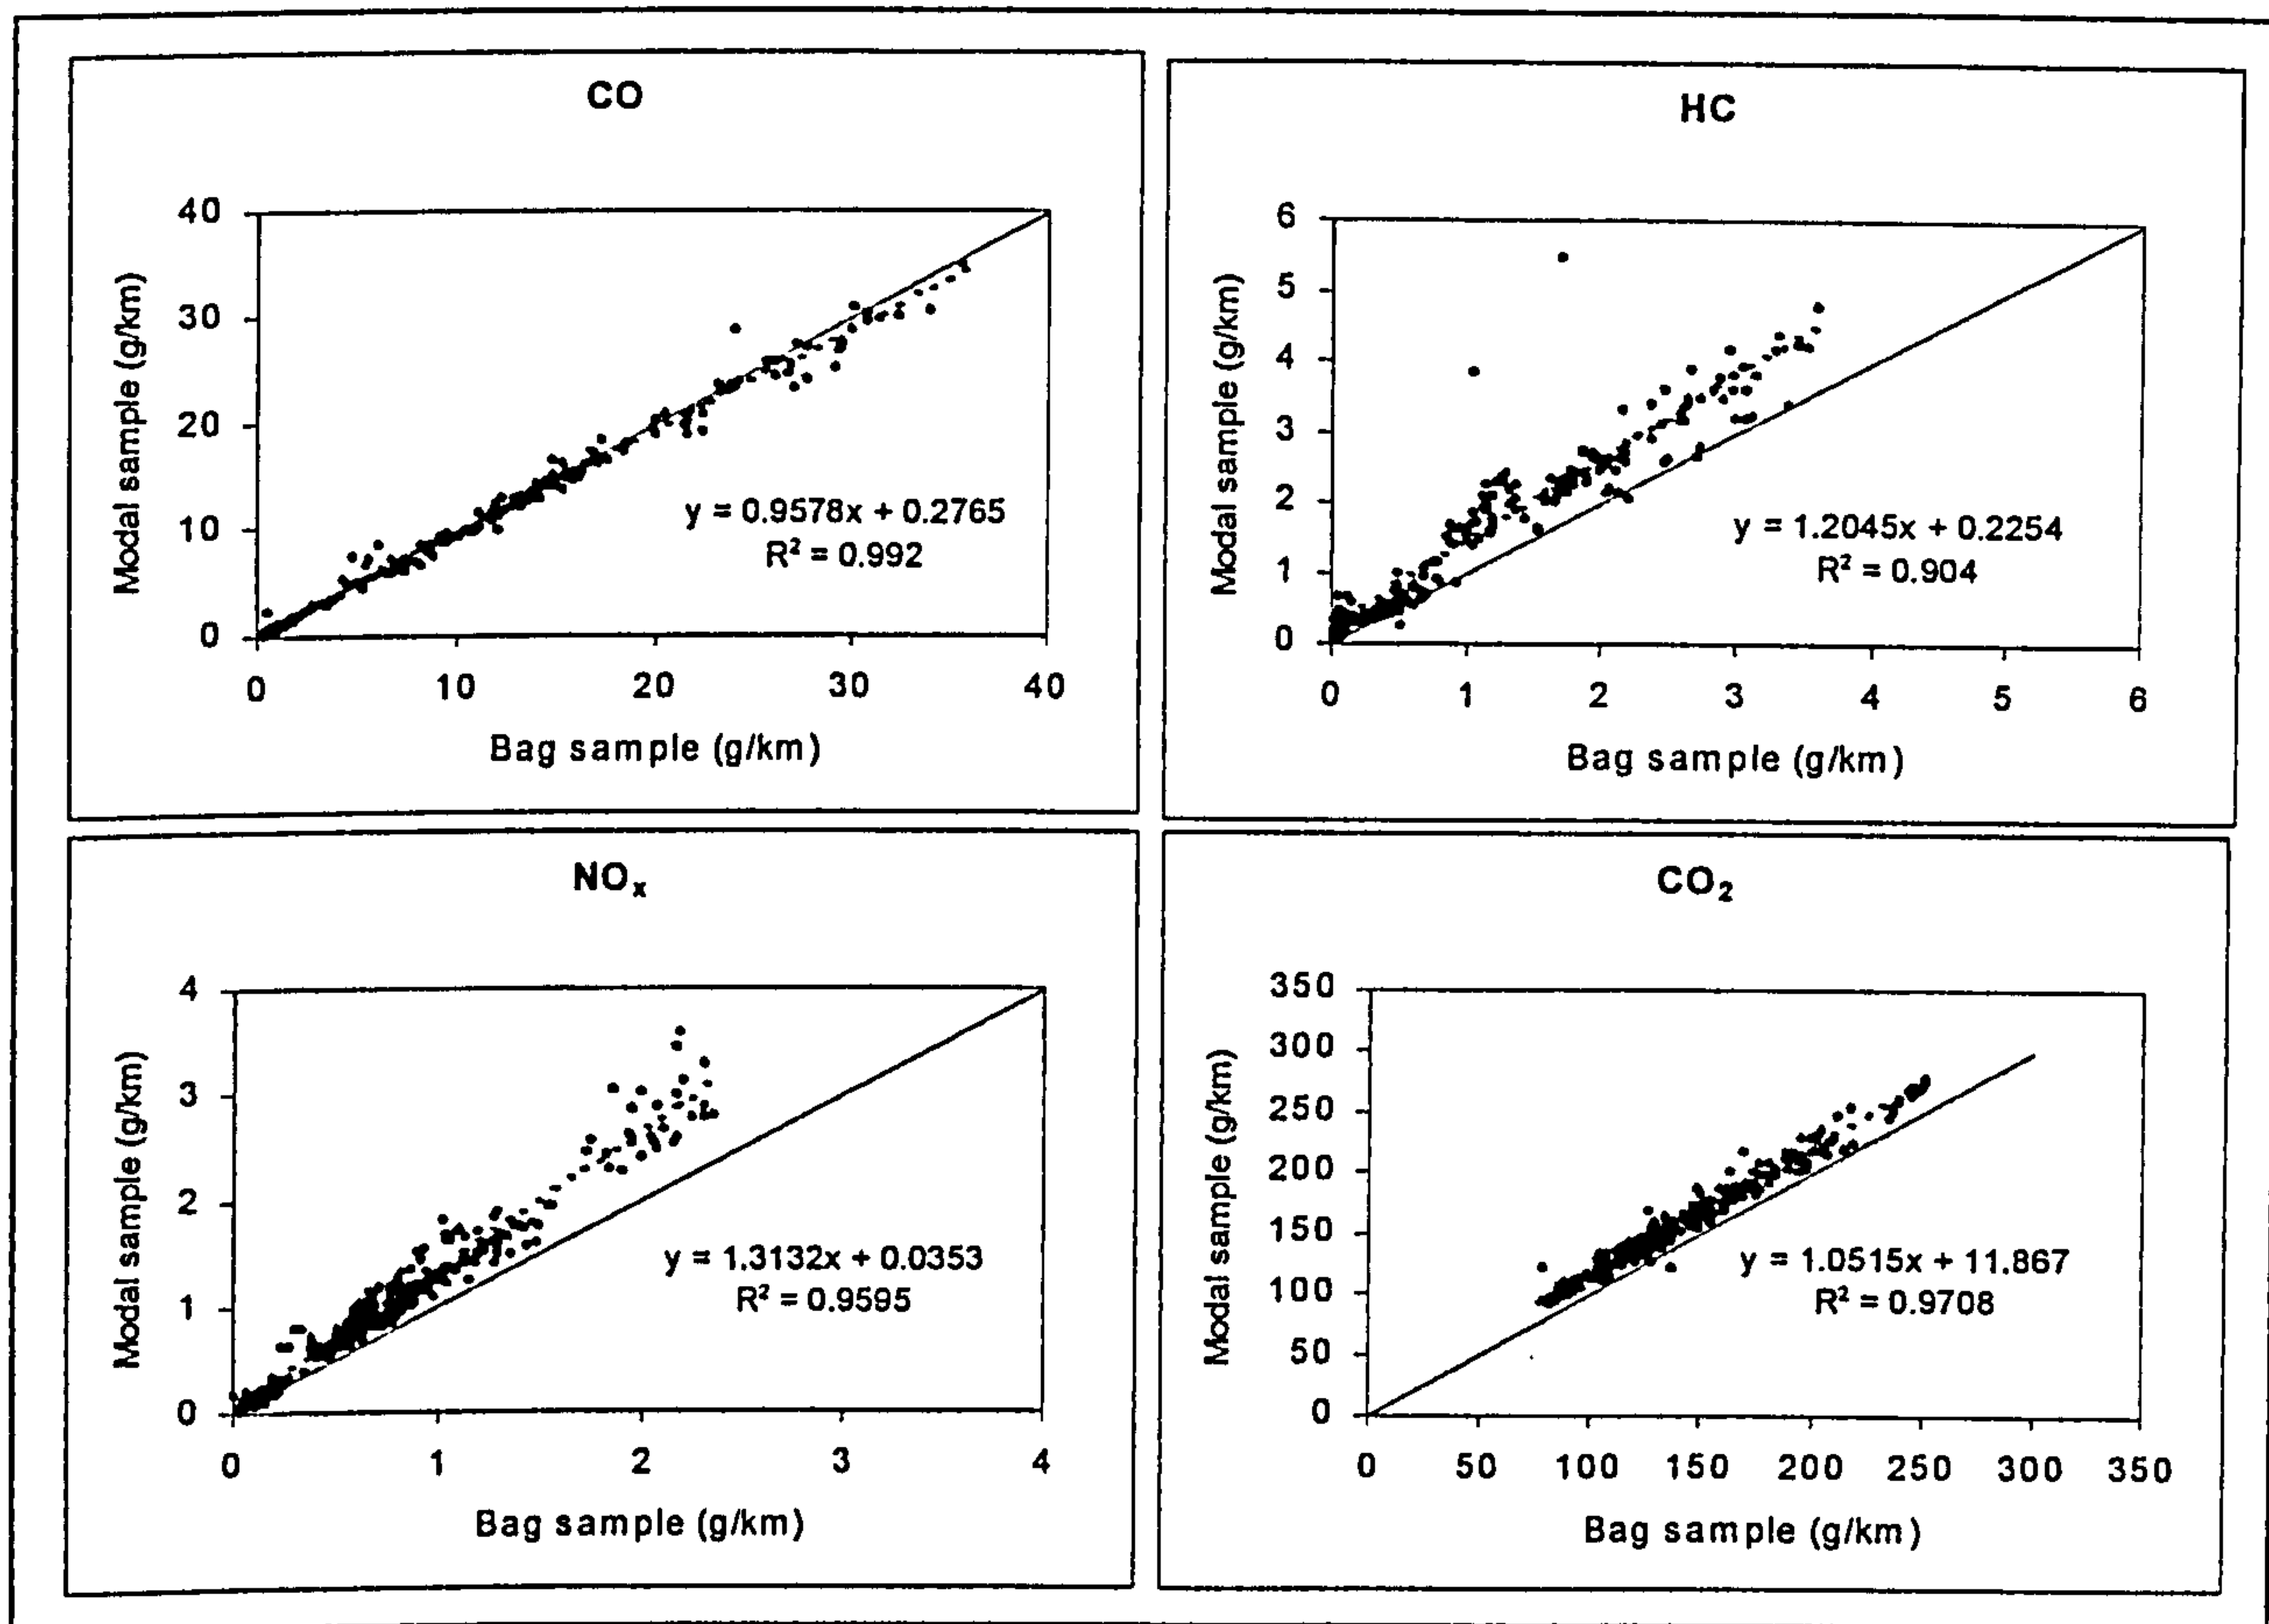 CO
40
30
20
10
0
Modal sample (g/km)
y = 0.9578x + 0.2765
R² = 0.992
0 10 20 30 40
Bag sample (g/km)
HC
6
5
4
3
2
1
0
Modal sample (g/km)
y = 1.2045x + 0.2254
R² = 0.904
0 1 2 3 4 5 6
Bag sample (g/km)
NOₓ
4
3
2
1
0
Modal sample (g/km)
y = 1.3132x + 0.0353
R² = 0.9595
0 1 2 3 4
Bag sample (g/km)
CO₂
350
300
250
200
150
100
50
0
Modal sample (g/km)
y = 1.0515x + 11.867
R² = 0.9708
0 50 100 150 200 250 300 350
Bag sample (g/km)